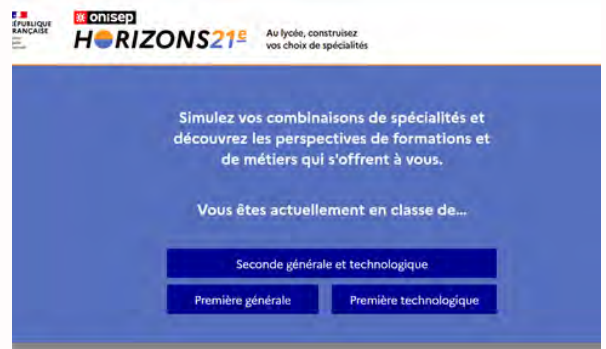 RÉPUBLIQUE
FRANÇAISE
onisep
HORIZONS21e
Au lycée, construisez
vos choix de spécialités
Simulez vos combinaisons de spécialités et
découvrez les perspectives de formations et
de métiers qui s'offrent à vous.
Vous êtes actuellement en classe de...
Seconde générale et technologique
Première générale
Première technologique